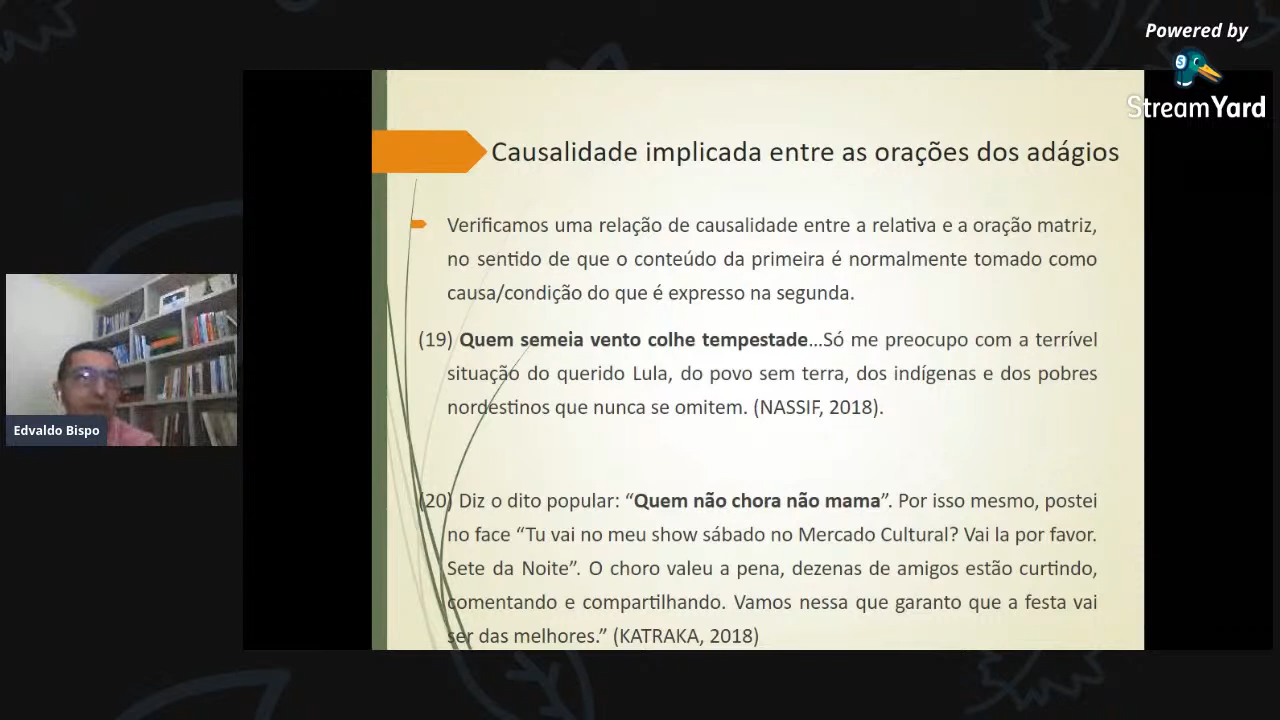 Powered by
StreamYard
Causalidade implicada entre as orações dos adágios
Verificamos uma relação de causalidade entre a relativa e a oração matriz,
no sentido de que o conteúdo da primeira é normalmente tomado como
causa/condição do que é expresso na segunda.
(19) Quem semeia vento colhe tempestade...Só me preocupo com a terrível
situação do querido Lula, do povo sem terra, dos indígenas e dos pobres
nordestinos que nunca se omitem. (NASSIF, 2018).
(20) Diz o dito popular: “Quem não chora não mama”. Por isso mesmo, postei
no face “Tu vai no meu show sábado no Mercado Cultural? Vai la por favor.
Sete da Noite”. O choro valeu a pena, dezenas de amigos estão curtindo,
comentando e compartilhando. Vamos nessa que garanto que a festa vai
ser das melhores.” (KATRAKA, 2018)
Edvaldo Bispo